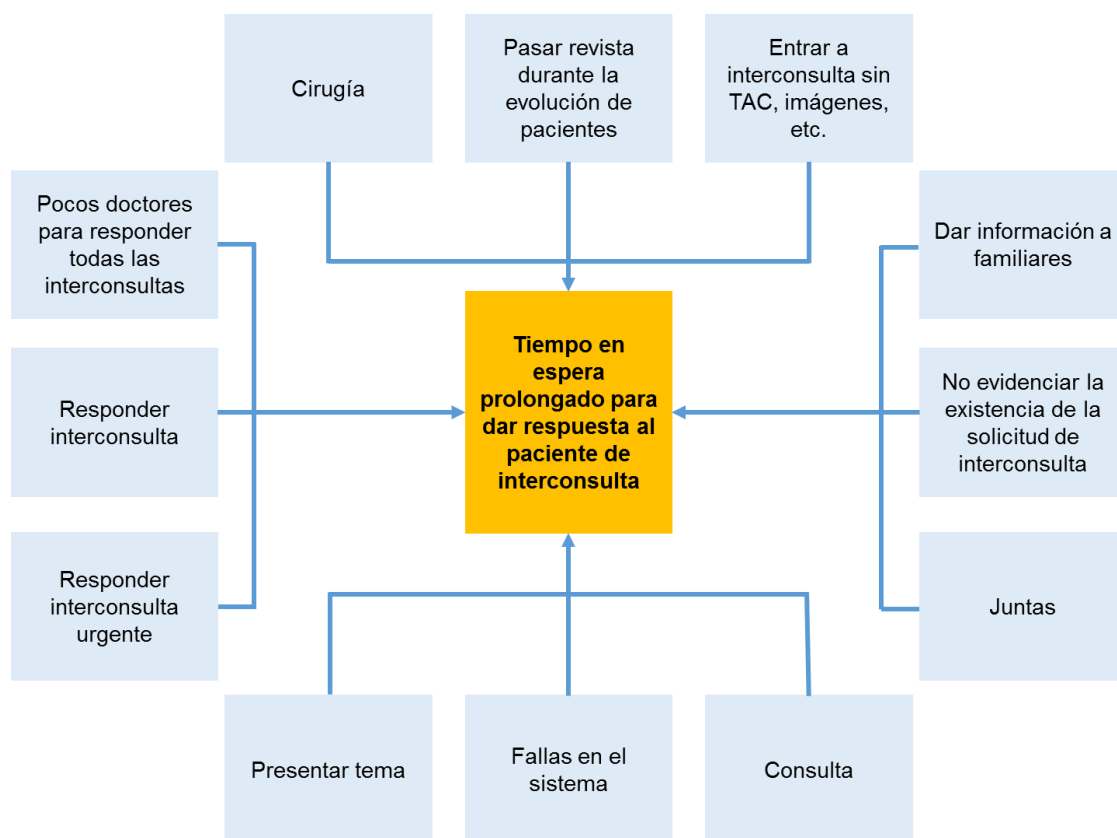 Cirugía
Pasar revista
durante la
evolución de
pacientes
Entrar a
interconsulta sin
TAC, imágenes,
etc.
Pocos doctores
para responder
todas las
interconsultas
Dar información a
familiares
Tiempo en
espera
prolongado para
dar respuesta al
paciente de
interconsulta
Responder
interconsulta
No evidenciar la
existencia de la
solicitud de
interconsulta
Responder
interconsulta
urgente
Juntas
Presentar tema
Fallas en el
sistema
Consulta